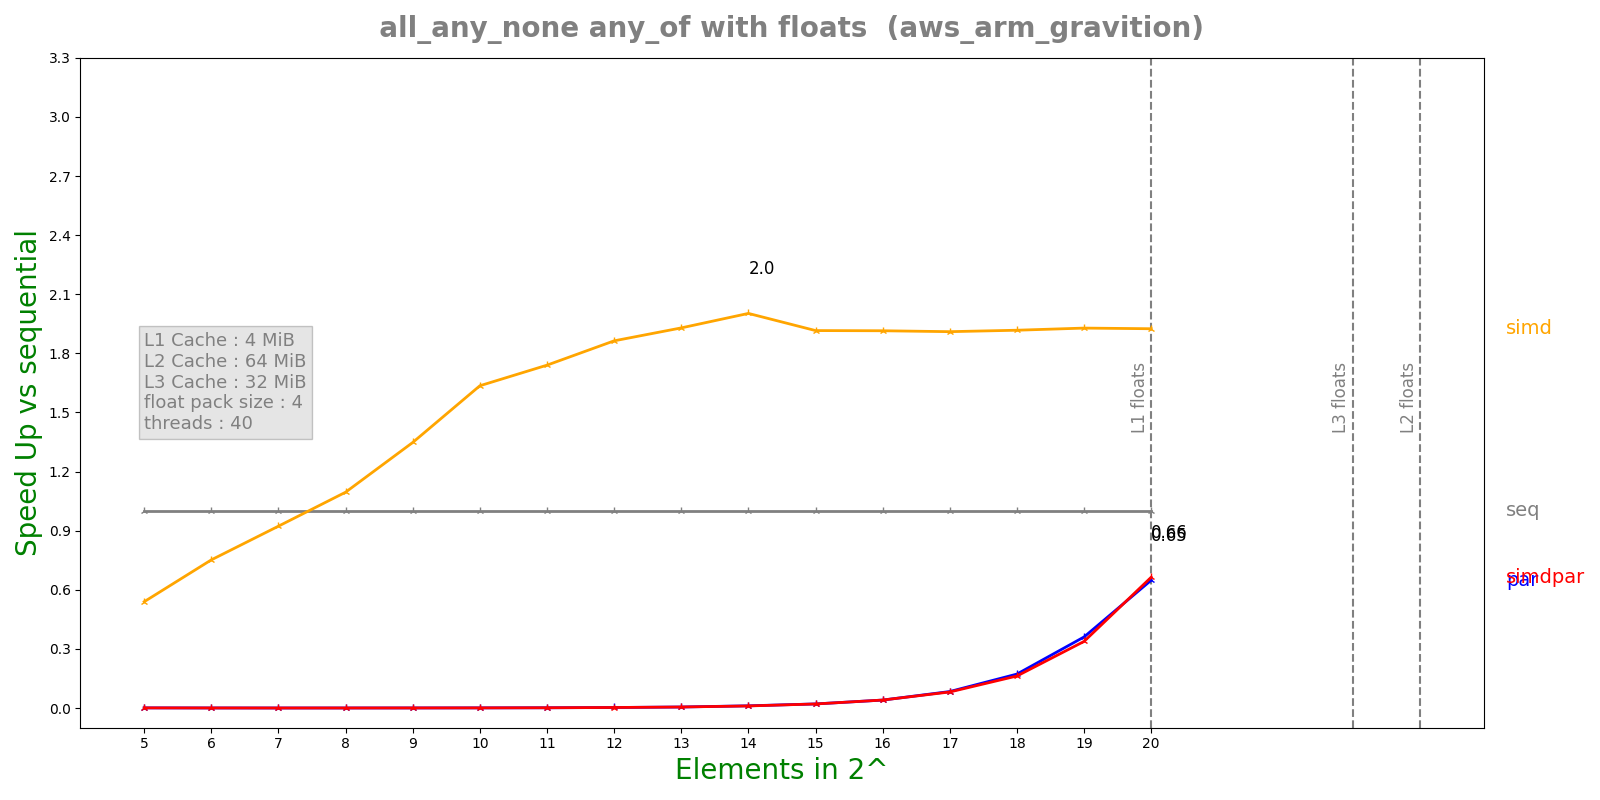 all_any_none any_of with floats (aws_arm_gravition)
Speed Up vs sequential
3.3
3.0
2.7
2.4
2.1
1.8
1.5
1.2
0.9
0.6
0.3
0.0
2.0
L1 Cache : 4 MiB
L2 Cache : 64 MiB
L3 Cache : 32 MiB
float pack size : 4
threads : 40
L1 floats
L3 floats
L2 floats
0.66
0.65
simd
seq
simdpar
par
5 6 7 8 9 10 11 12 13 14 15 16 17 18 19 20
Elements in 2^